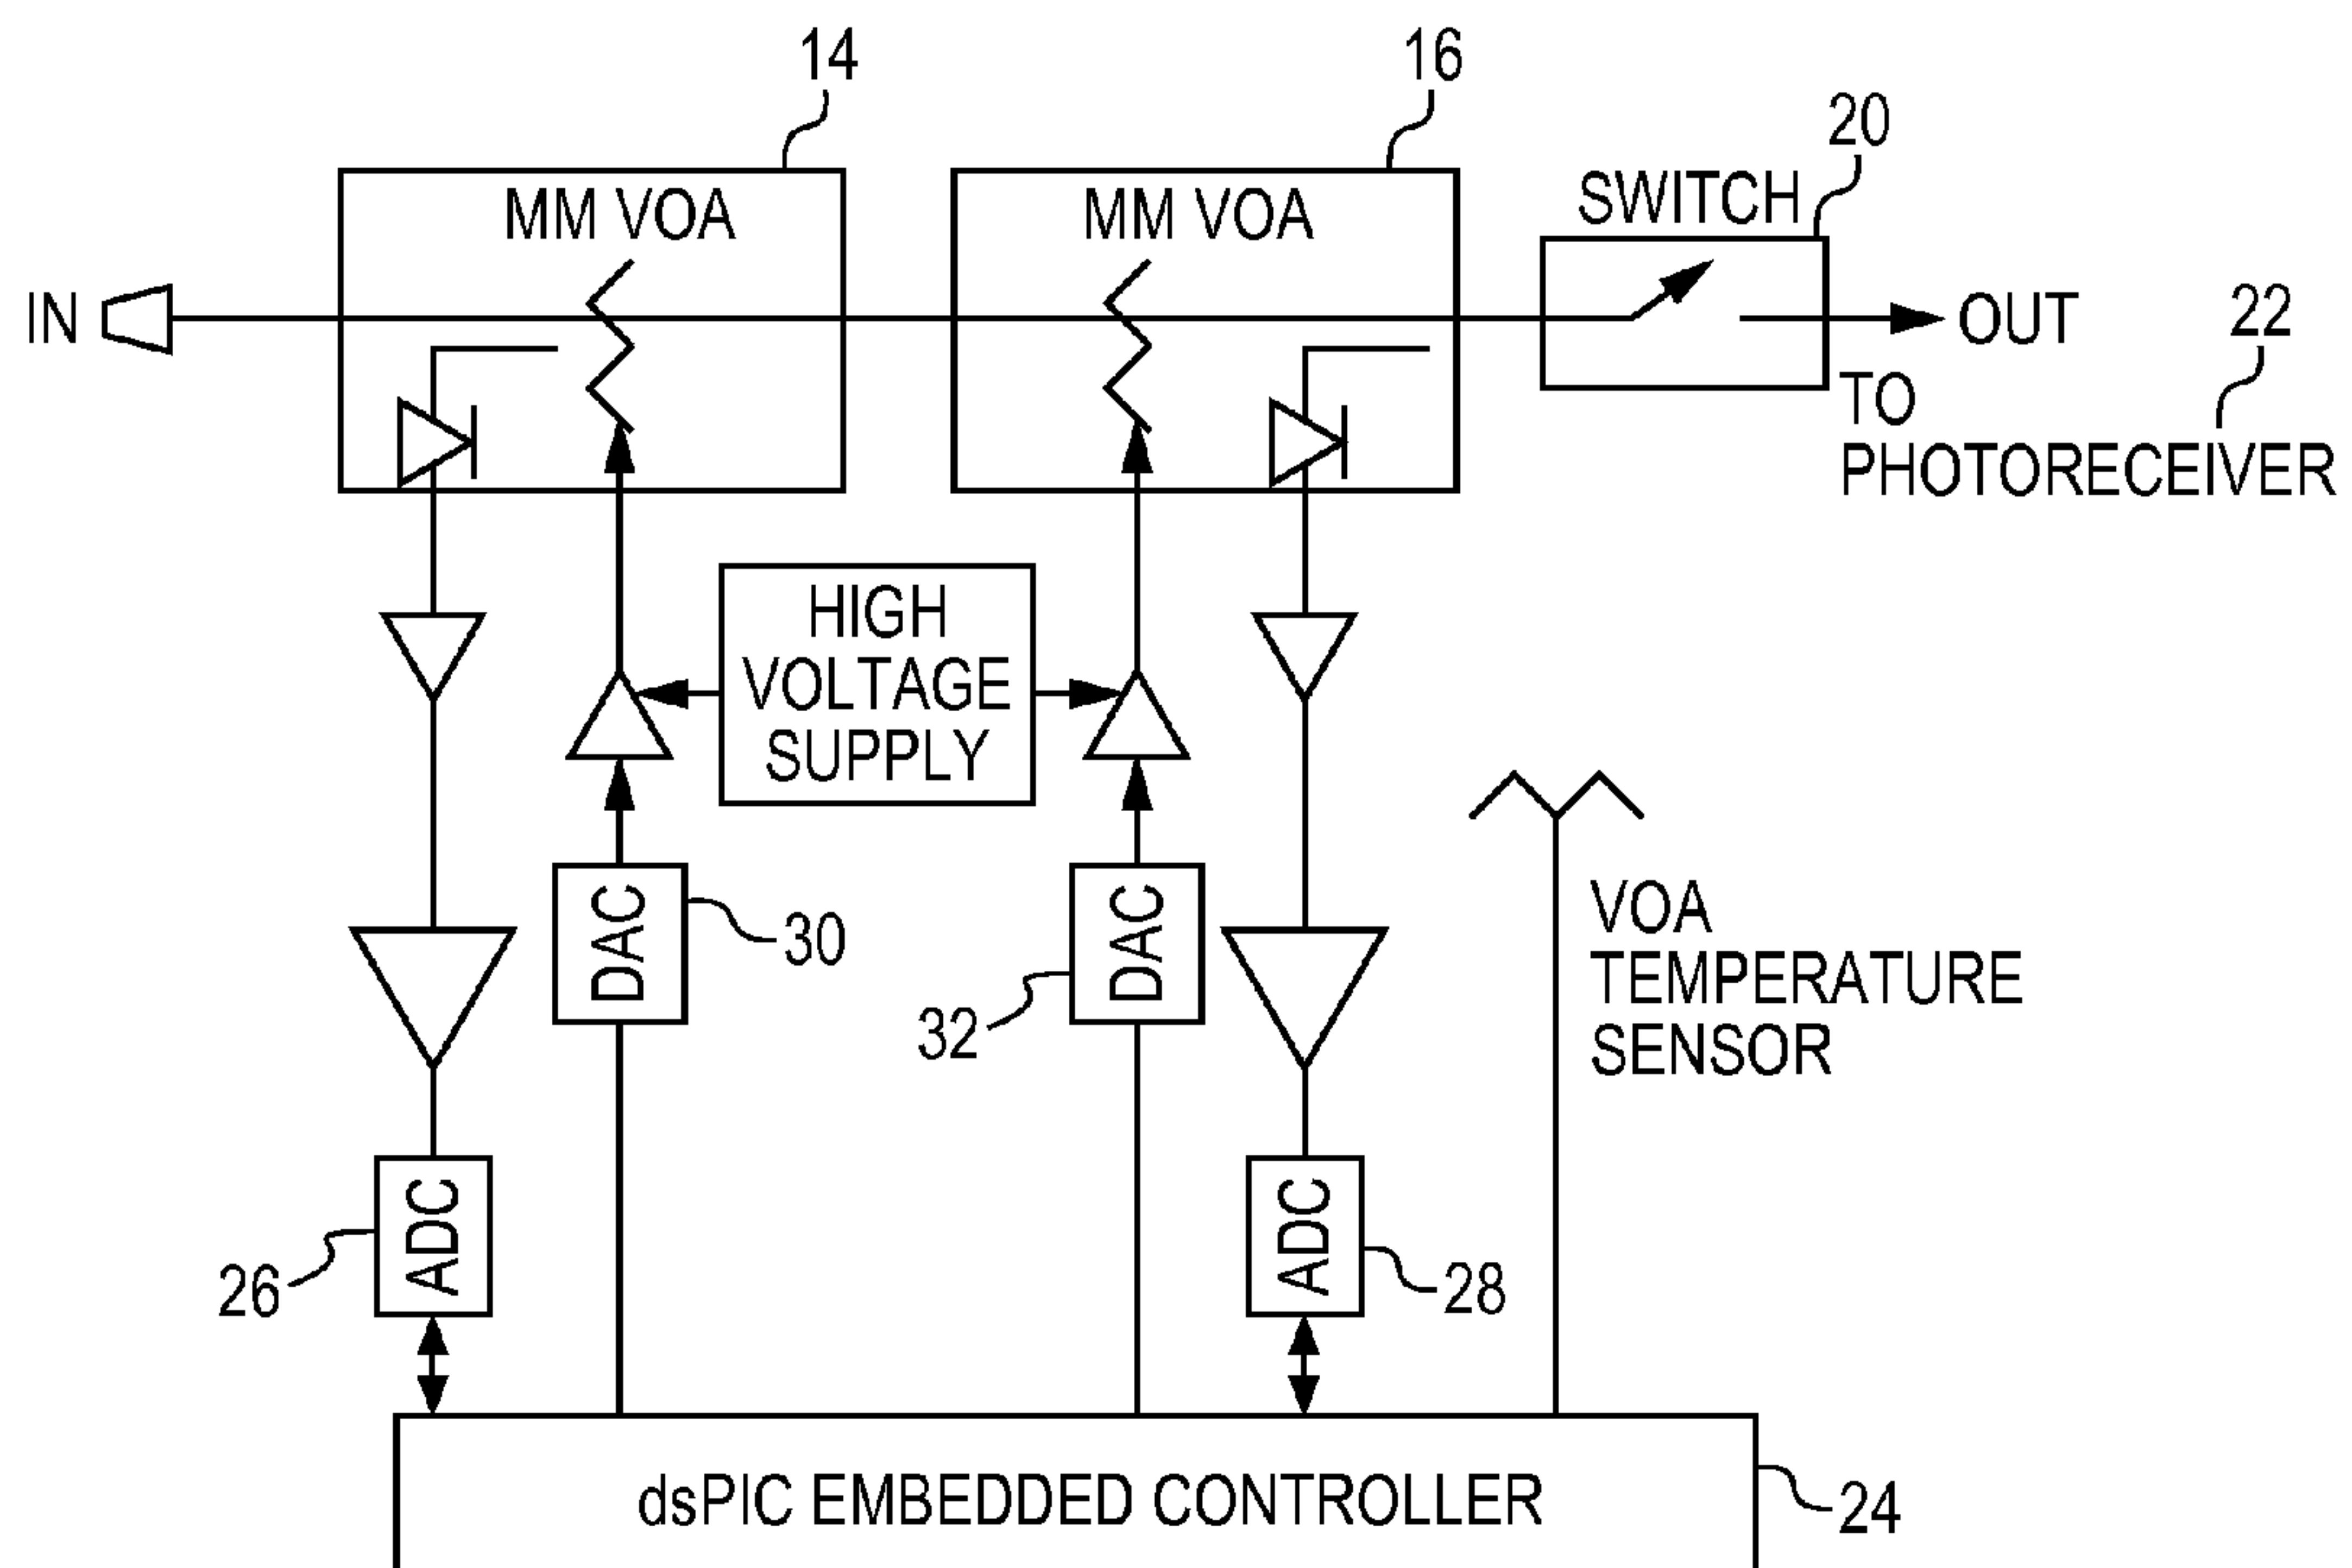 14
16
20
MM VOA
MM VOA
SWITCH
IN
OUT
22
TO
PHOTORECEIVER
HIGH
VOLTAGE
SUPPLY
DAC
30
DAC
32
VOA
TEMPERATURE
SENSOR
ADC
26
ADC
28
dsPIC EMBEDDED CONTROLLER
24